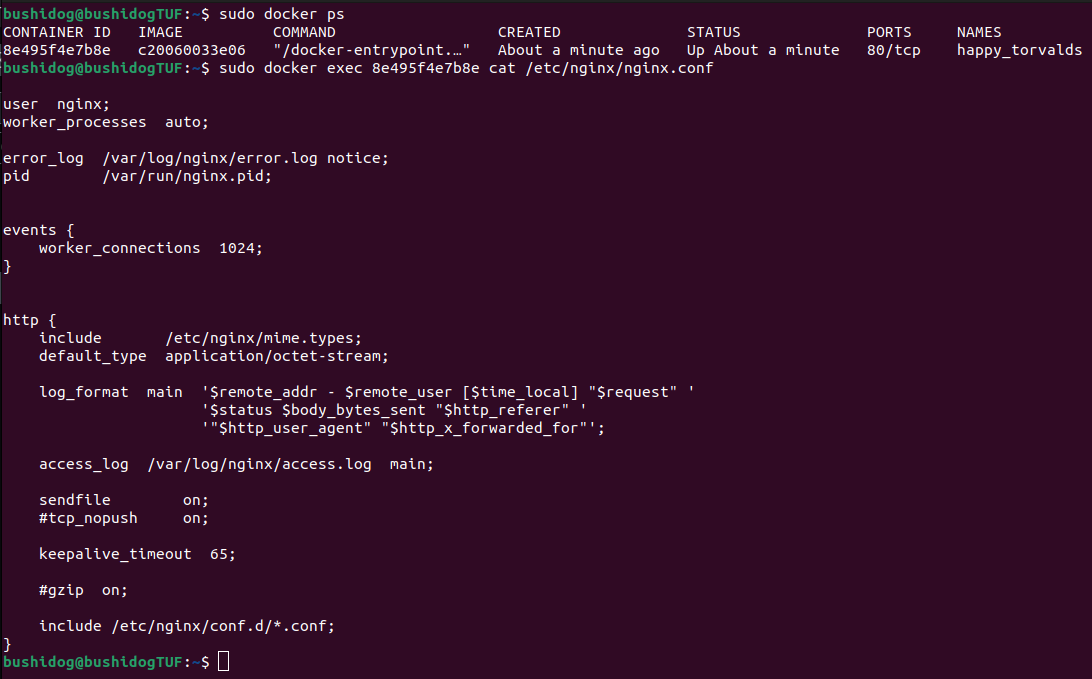 bushidog@bushidogTUF:~$ sudo docker ps
CONTAINER ID   IMAGE          COMMAND                  CREATED              STATUS              PORTS     NAMES
8e495f4e7b8e   c20060033e06   "/docker-entrypoint.…"   About a minute ago   Up About a minute   80/tcp    happy_torvalds
bushidog@bushidogTUF:~$ sudo docker exec 8e495f4e7b8e cat /etc/nginx/nginx.conf

user  nginx;
worker_processes  auto;

error_log  /var/log/nginx/error.log notice;
pid        /var/run/nginx.pid;


events {
    worker_connections  1024;
}


http {
    include       /etc/nginx/mime.types;
    default_type  application/octet-stream;

    log_format  main  '$remote_addr - $remote_user [$time_local] "$request" '
                      '$status $body_bytes_sent "$http_referer" '
                      '"$http_user_agent" "$http_x_forwarded_for"';

    access_log  /var/log/nginx/access.log  main;

    sendfile        on;
    #tcp_nopush     on;

    keepalive_timeout  65;

    #gzip  on;

    include /etc/nginx/conf.d/*.conf;
}
bushidog@bushidogTUF:~$